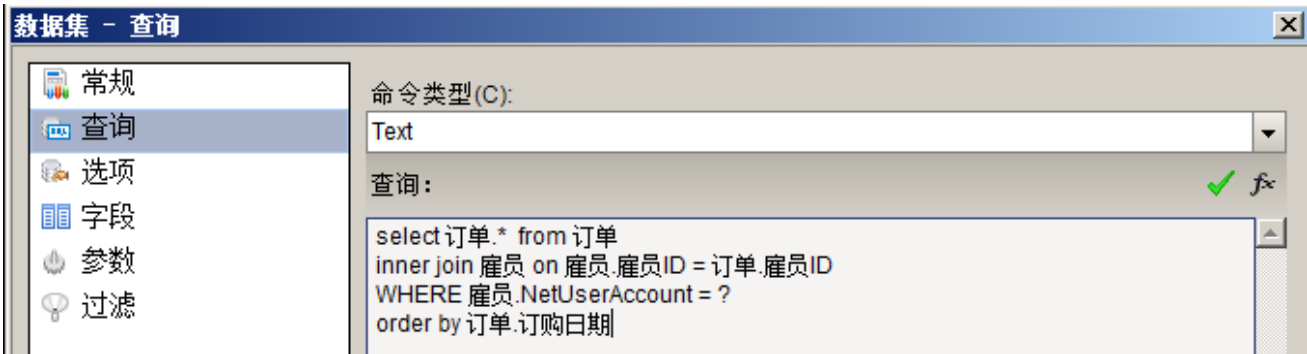 数据集 - 查询
常规
查询
选项
字段
参数
过滤
命令类型(C):
Text
查询:
select 订单.* from 订单
inner join 雇员 on 雇员.雇员ID = 订单.雇员ID
WHERE 雇员.NetUserAccount = ?
order by 订单.订购日期